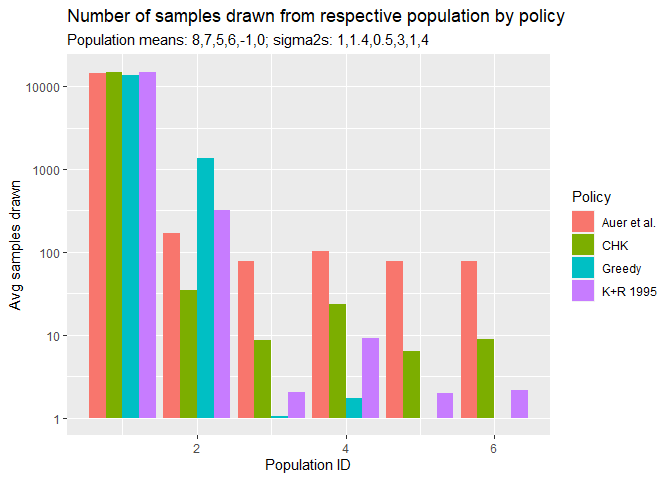 Number of samples drawn from respective population by policy
Population means: 8,7,5,6,-1,0; sigma2s: 1,1.4,0.5,3,1,4
Avg samples drawn
10000
1000
100
10
1
2
4
6
Population ID
Policy
Auer et al.
CHK
Greedy
K+R 1995